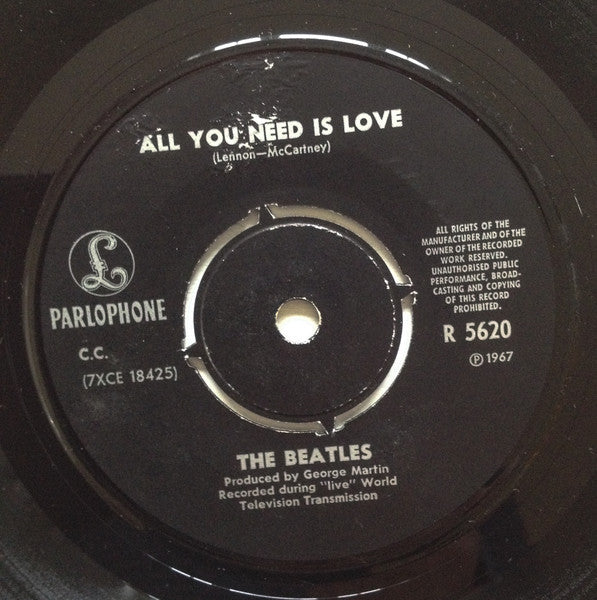 ALL YOU NEED IS LOVE
(Lennon—McCartney)
£
PARLOPHONE
C.C.
(7XCE 18425)
ALL RIGHTS OF THE
MANUFACTURER AND OF THE
OWNER OF THE RECORDED
WORK RESERVED.
UNAUTHORISED PUBLIC
PERFORMANCE, BROAD-
CASTING AND COPYING
OF THIS RECORD
PROHIBITED.
R 5620
℗ 1967
THE BEATLES
Produced by George Martin
Recorded during "live" World
Television Transmission